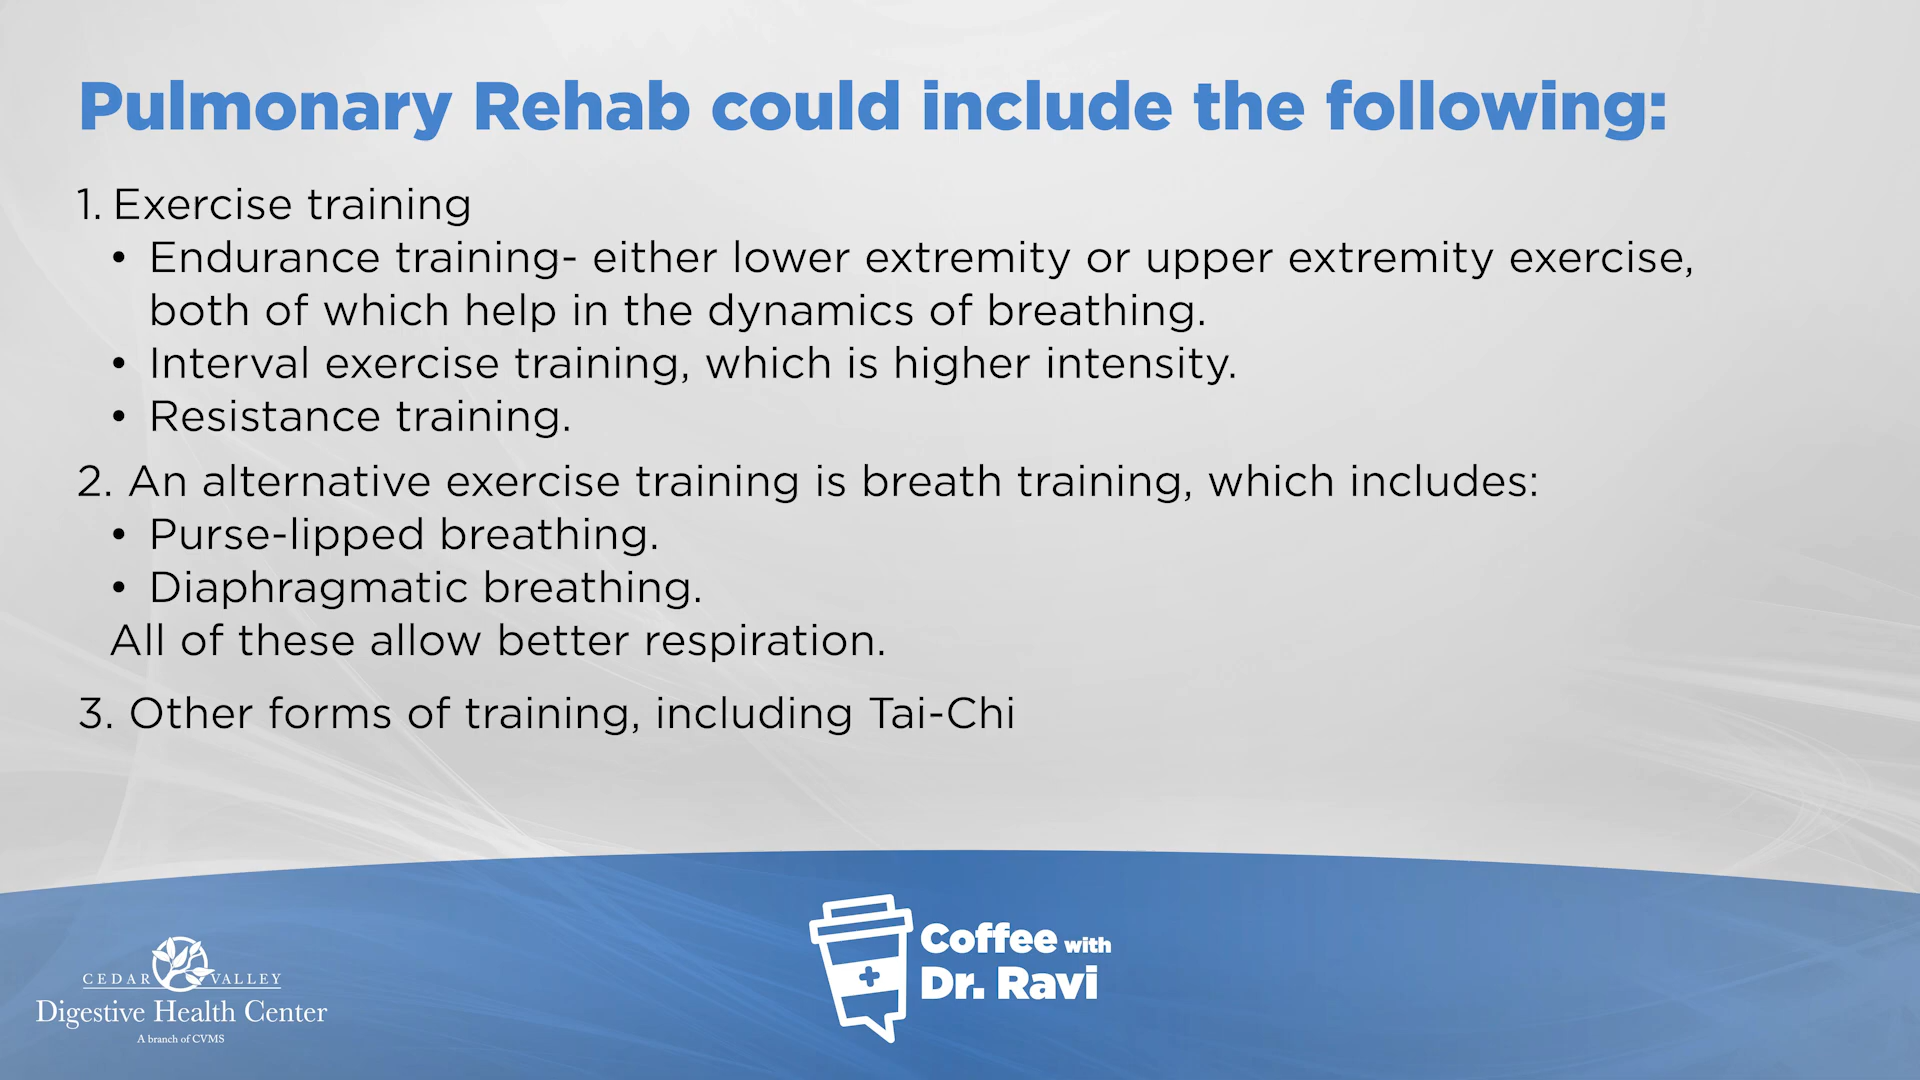 Pulmonary Rehab could include the following:
1. Exercise training
• Endurance training- either lower extremity or upper extremity exercise,
both of which help in the dynamics of breathing.
• Interval exercise training, which is higher intensity.
• Resistance training.
2. An alternative exercise training is breath training, which includes:
• Purse-lipped breathing.
• Diaphragmatic breathing.
All of these allow better respiration.
3. Other forms of training, including Tai-Chi
CEDAR VALLEY
Digestive Health Center
A branch of CVMS
Coffee with
Dr. Ravi